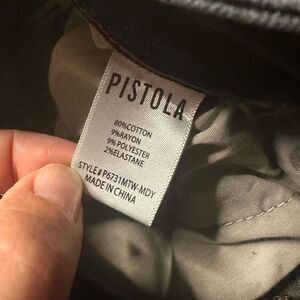 PISTOLA
80%COTTON
9%RAYON
9%POLYESTER
2%ELASTANE
STYLE#P6731MTW-MDY
MADE IN CHINA